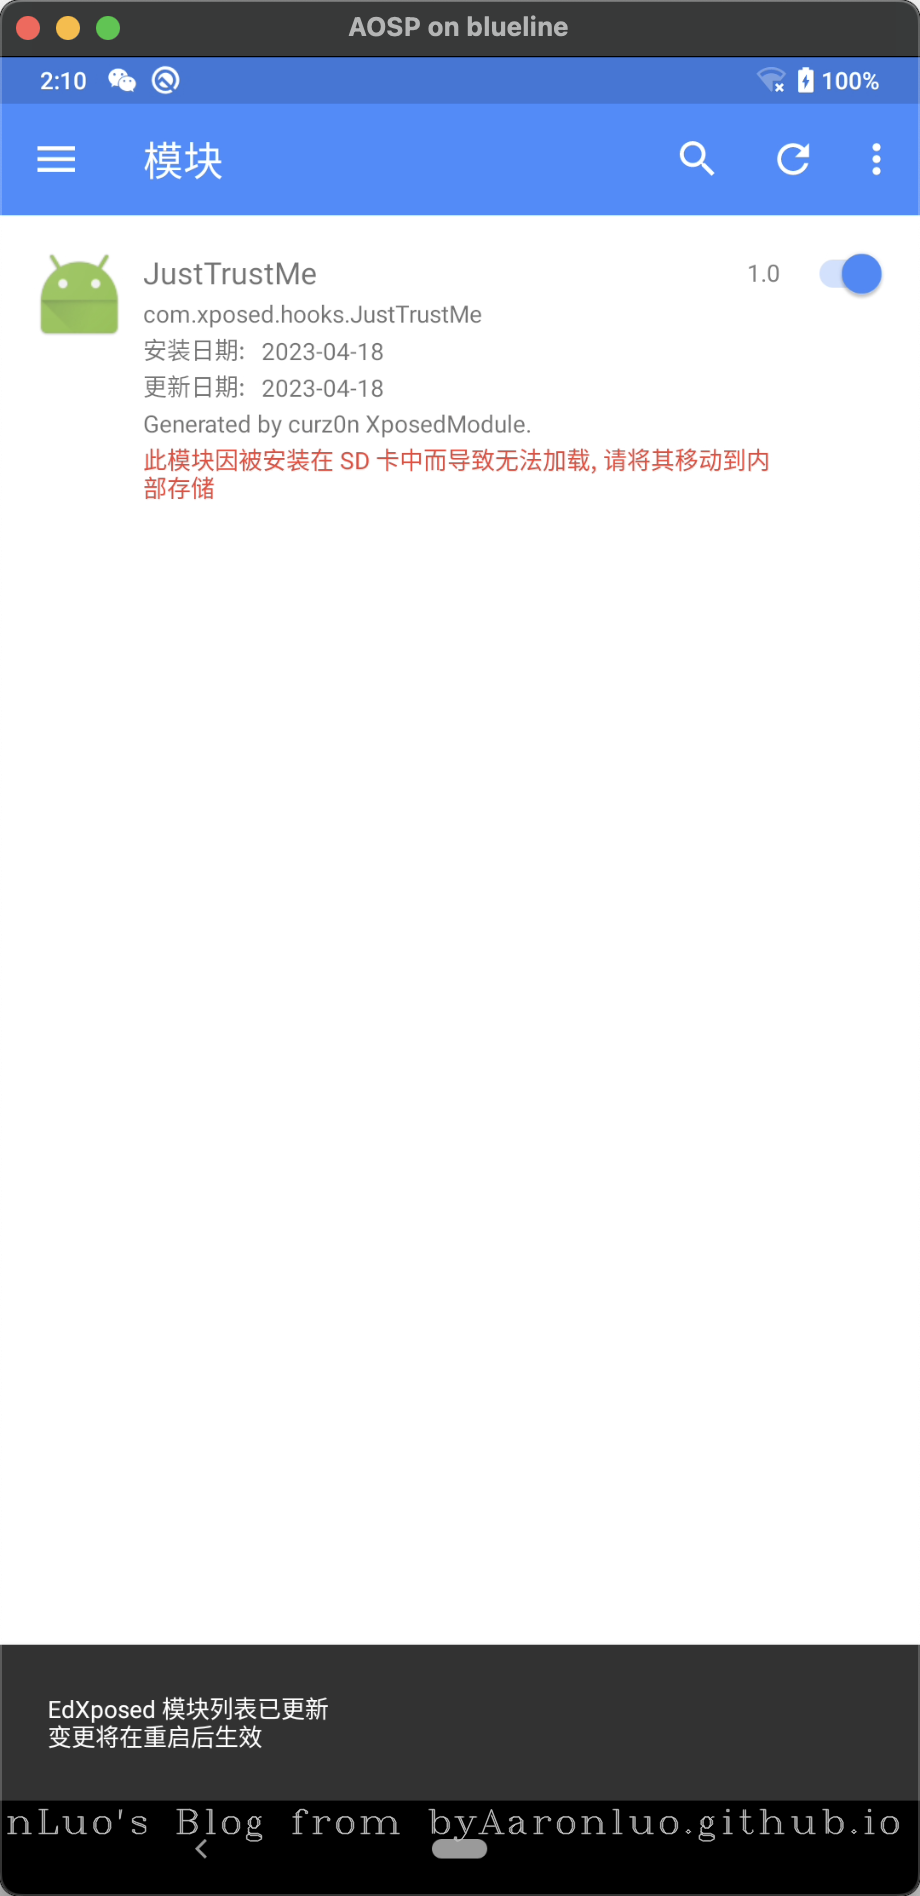 AOSP on blueline
2:10
100%
模块
JustTrustMe
1.0
com.xposed.hooks.JustTrustMe
安装日期: 2023-04-18
更新日期: 2023-04-18
Generated by curz0n XposedModule.
此模块因被安装在 SD 卡中而导致无法加载, 请将其移动到内
部存储
EdXposed 模块列表已更新
变更将在重启后生效
nLuo's Blog from byAaronluo.github.io